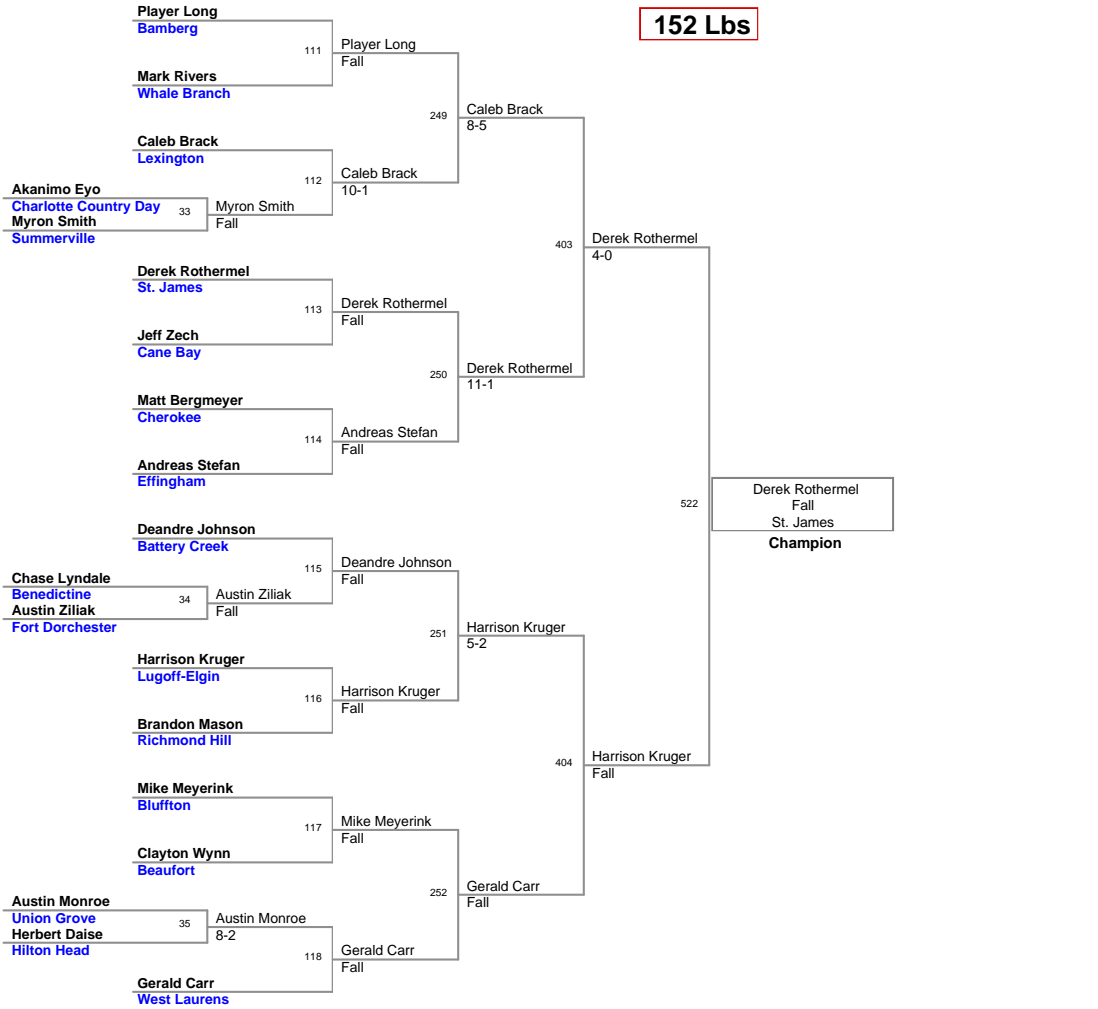 152 Lbs
Player Long
Bamberg
111
Player Long
Fall
Mark Rivers
Whale Branch
249
Caleb Brack
8-5
Caleb Brack
Lexington
112
Caleb Brack
10-1
Akanimo Eyo
Charlotte Country Day
33
Myron Smith
Fall
Myron Smith
Summerville
403
Derek Rothermel
4-0
Derek Rothermel
St. James
113
Derek Rothermel
Fall
Jeff Zech
Cane Bay
250
Derek Rothermel
11-1
Matt Bergmeyer
Cherokee
114
Andreas Stefan
Fall
Andreas Stefan
Effingham
522
Derek Rothermel
Fall
St. James
Champion
Deandre Johnson
Battery Creek
115
Deandre Johnson
Fall
Chase Lyndale
Benedictine
34
Austin Ziliak
Fall
Austin Ziliak
Fort Dorchester
251
Harrison Kruger
5-2
Harrison Kruger
Lugoff-Elgin
116
Harrison Kruger
Fall
Brandon Mason
Richmond Hill
404
Harrison Kruger
Fall
Mike Meyerink
Bluffton
117
Mike Meyerink
Fall
Clayton Wynn
Beaufort
252
Gerald Carr
Fall
Austin Monroe
Union Grove
35
Austin Monroe
8-2
Herbert Daise
Hilton Head
118
Gerald Carr
Fall
Gerald Carr
West Laurens